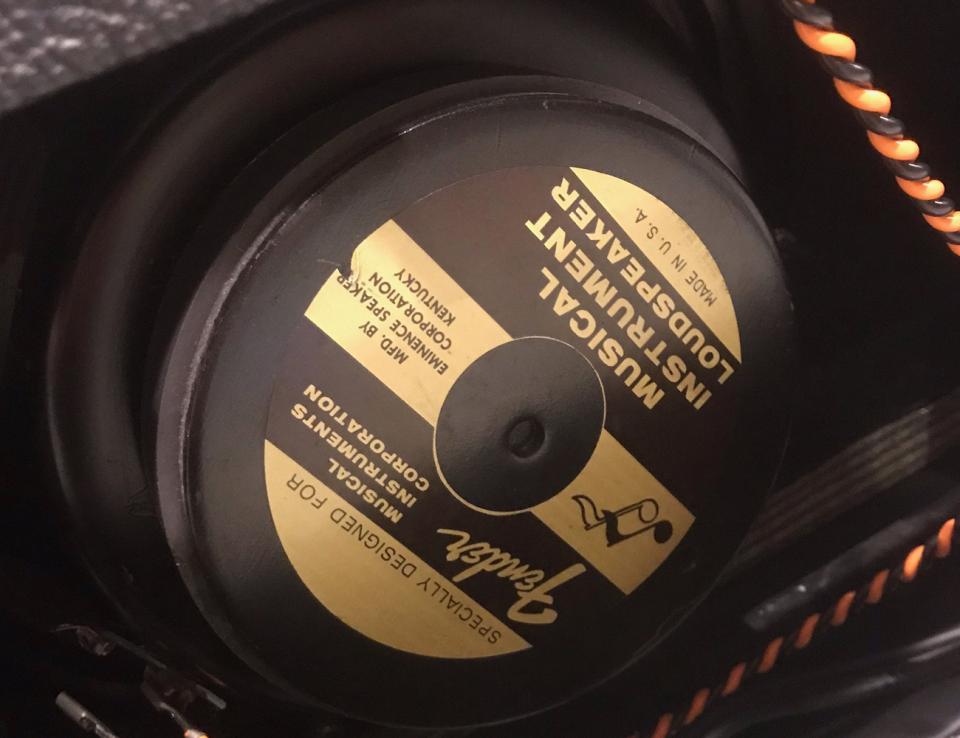 SPECIALLY DESIGNED FOR
Fender
MUSICAL
INSTRUMENTS
CORPORATION
MFD. BY
EMINENCE SPEAKER
CORPORATION
KENTUCKY
MUSICAL
INSTRUMENT
LOUDSPEAKER
MADE IN U.S.A.